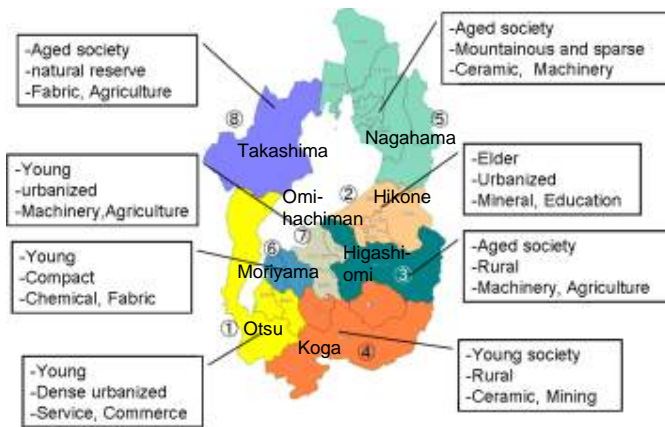 -Aged society
-natural reserve
-Fabric, Agriculture
-Aged society
-Mountainous and sparse
-Ceramic, Machinery
⑧
Takashima
⑤
Nagahama
-Young
-urbanized
-Machinery,Agriculture
②
Hikone
-Elder
-Urbanized
-Mineral, Education
Omi-
hachiman
⑦
-Young
-Compact
-Chemical, Fabric
⑥
Moriyama
Higashi-
omi
③
-Aged society
-Rural
-Machinery, Agriculture
①
Otsu
Koga
④
-Young
-Dense urbanized
-Service, Commerce
-Young society
-Rural
-Ceramic, Mining